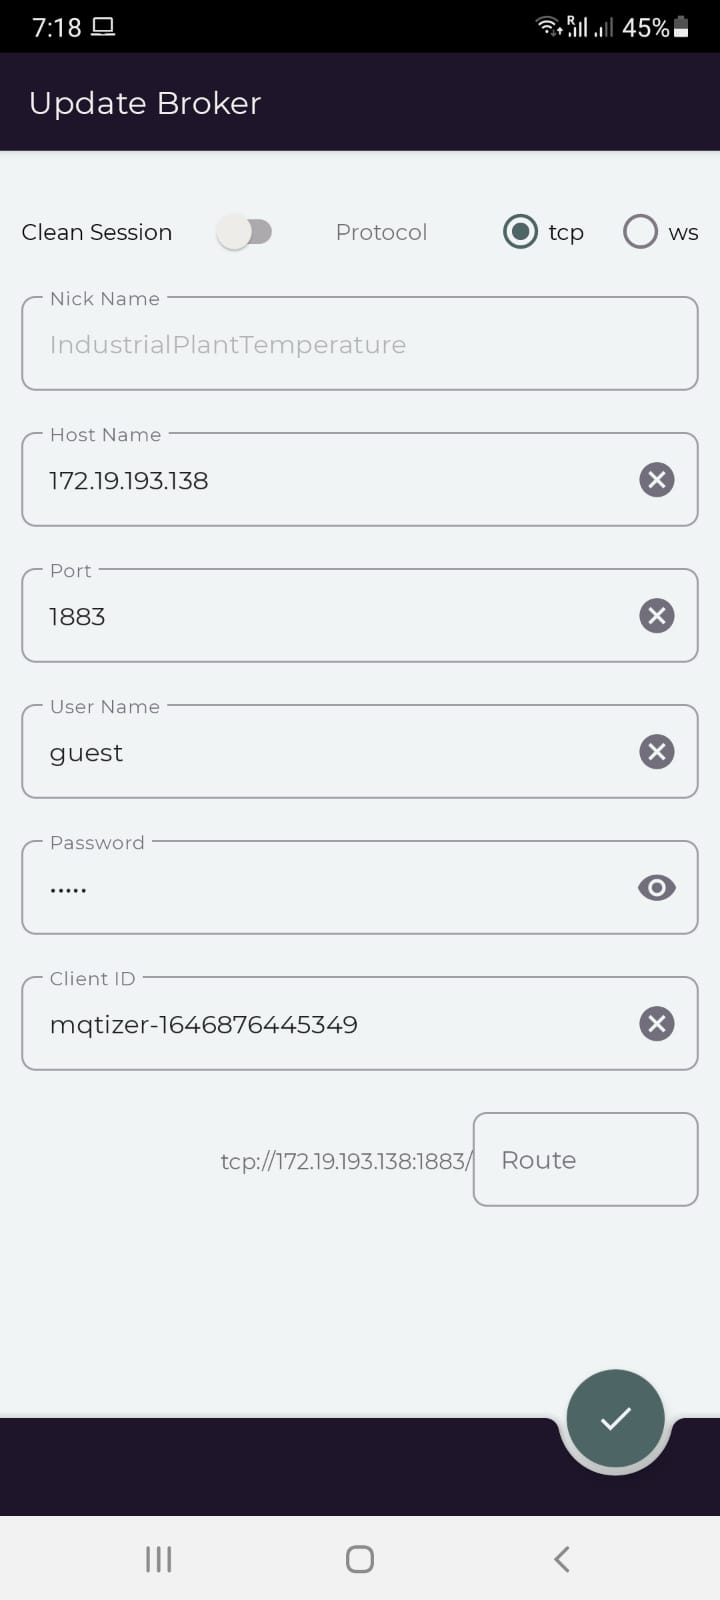 7:18 R 45%
Update Broker
Clean Session Protocol tcp ws
Nick Name
IndustrialPlantTemperature
Host Name
172.19.193.138
Port
1883
User Name
guest
Password
•••••
Client ID
mqtizer-1646876445349
tcp://172.19.193.138:1883/ Route